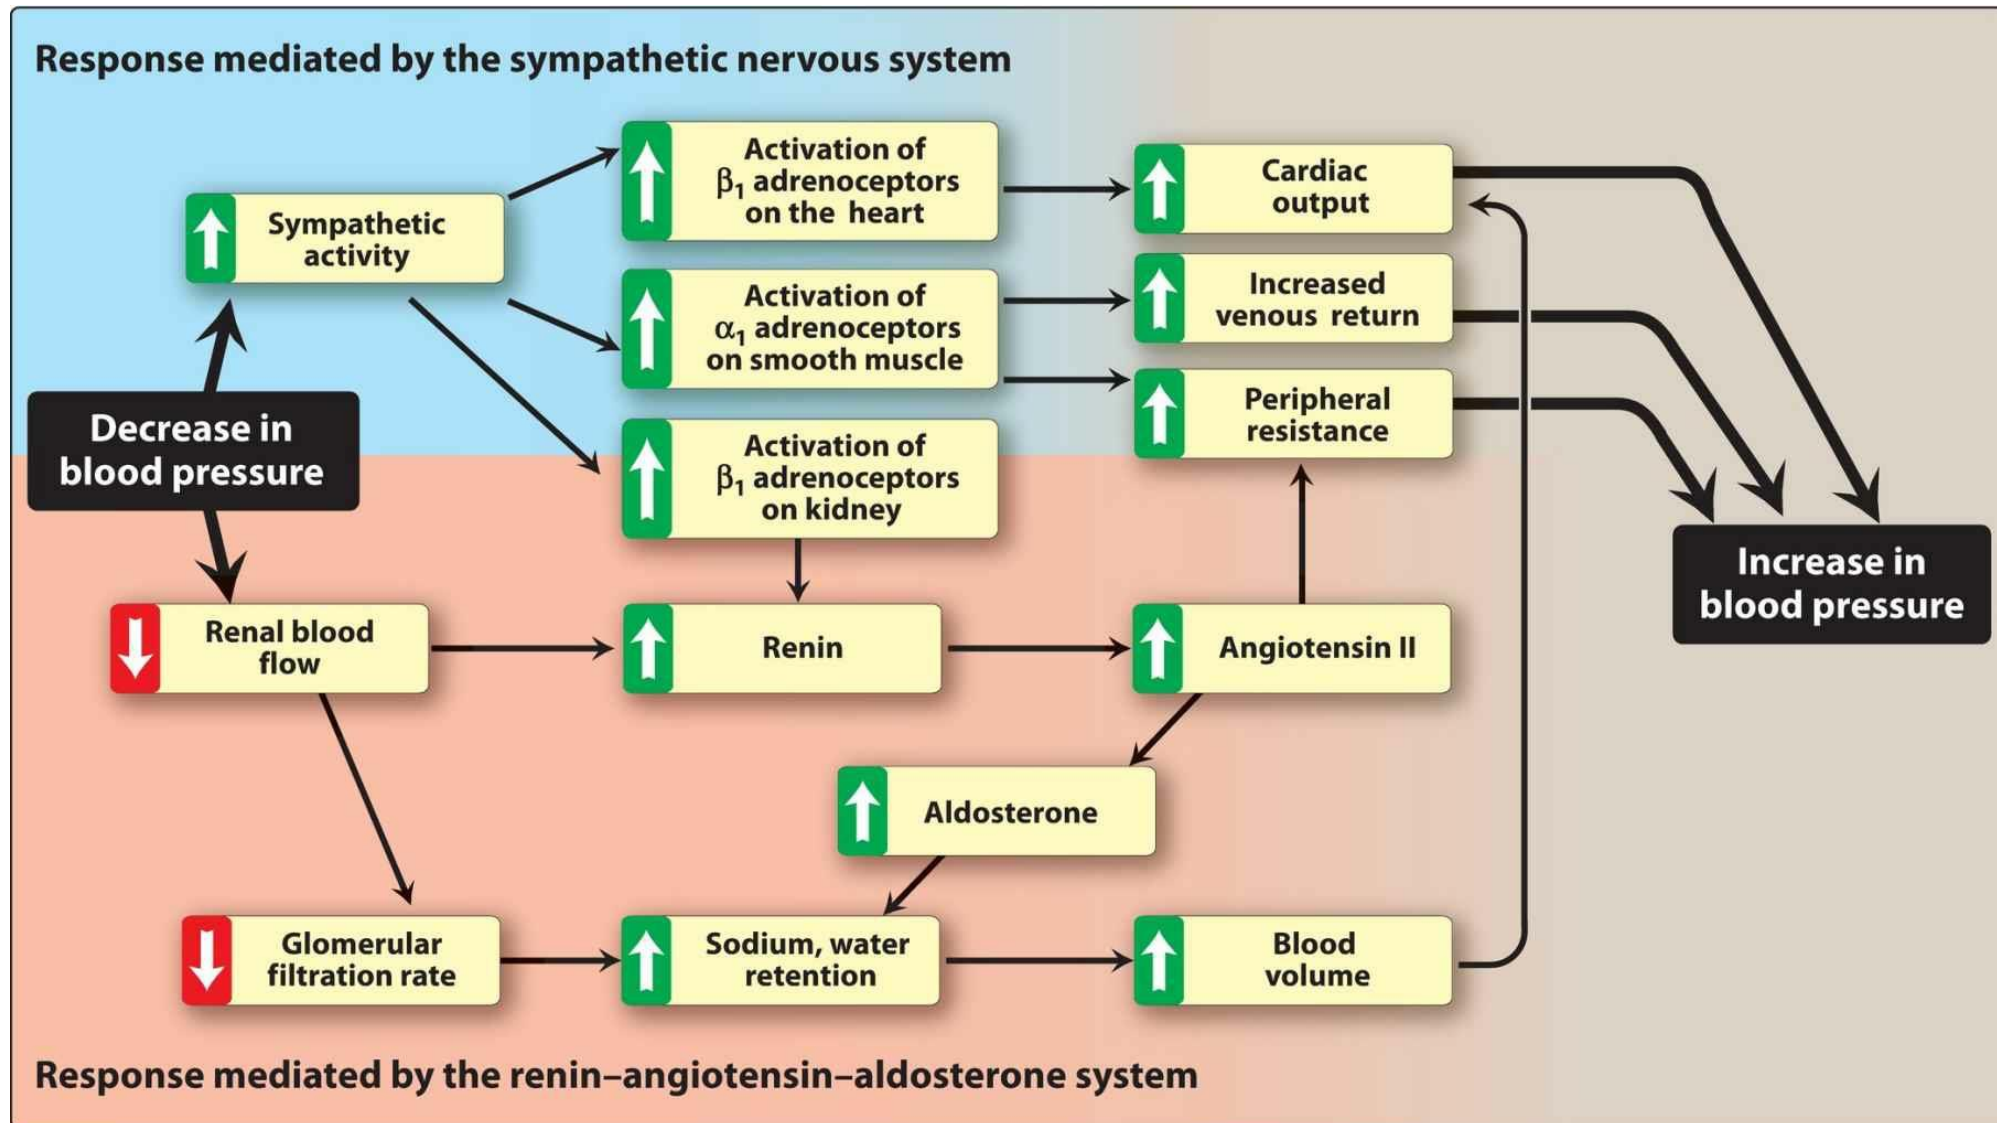 Response mediated by the sympathetic nervous system
Activation of
β₁ adrenoceptors
on the heart
Cardiac
output
Sympathetic
activity
Activation of
α₁ adrenoceptors
on smooth muscle
Increased
venous return
Peripheral
resistance
Decrease in
blood pressure
Activation of
β₁ adrenoceptors
on kidney
Increase in
blood pressure
Renal blood
flow
Renin
Angiotensin II
Aldosterone
Glomerular
filtration rate
Sodium, water
retention
Blood
volume
Response mediated by the renin–angiotensin–aldosterone system